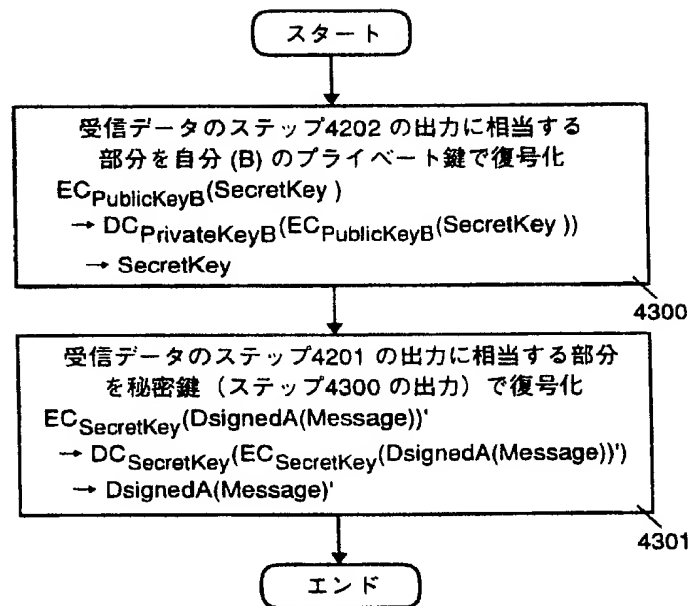 スタート
受信データのステップ4202 の出力に相当する
部分を自分 (B) のプライベート鍵で復号化
EC_PublicKeyB(SecretKey )
→ DC_PrivateKeyB(EC_PublicKeyB(SecretKey ))
→ SecretKey
4300
受信データのステップ4201 の出力に相当する部分
を秘密鍵（ステップ4300 の出力）で復号化
EC_SecretKey(DsignedA(Message))'
→ DC_SecretKey(EC_SecretKey(DsignedA(Message))')
→ DsignedA(Message)'
4301
エンド